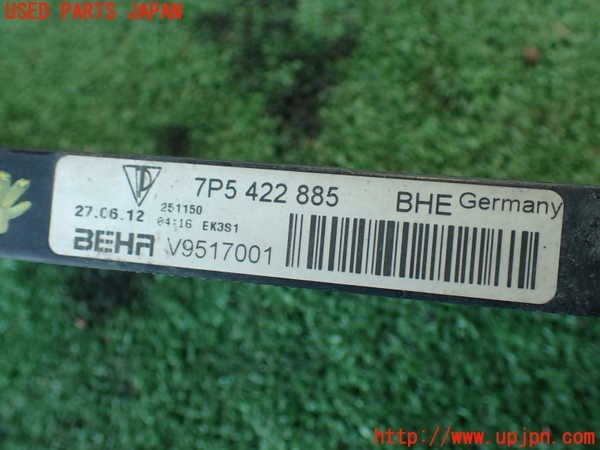 USED PARTS JAPAN
7P5 422 885 BHE Germany
27.06.12 251150
04:16 EK3S1
BEHR V9517001
http://www.upjpn.com/